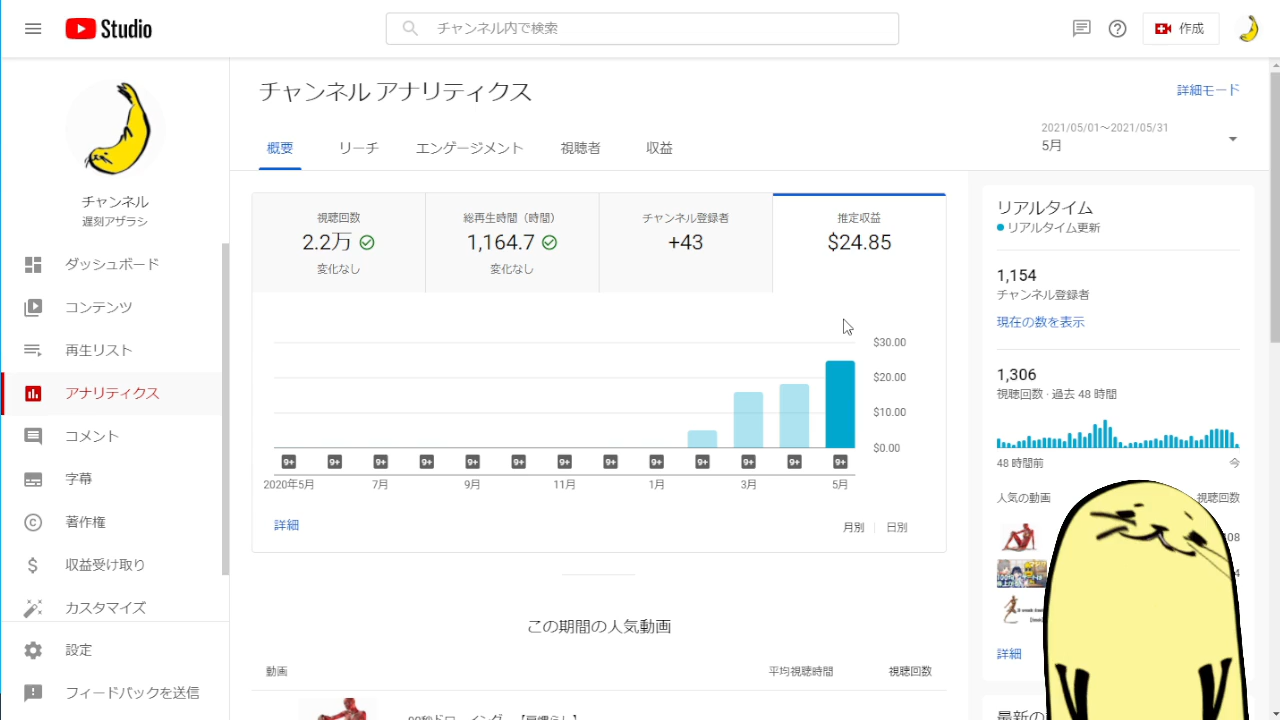 Studio
チャンネル内で検索
作成
チャンネル
遅刻アザラシ
ダッシュボード
コンテンツ
再生リスト
アナリティクス
コメント
字幕
著作権
収益受け取り
カスタマイズ
設定
フィードバックを送信
チャンネル アナリティクス
詳細モード
概要 リーチ エンゲージメント 視聴者 収益
2021/05/01～2021/05/31
5月
視聴回数
2.2万
変化なし
総再生時間（時間）
1,164.7
変化なし
チャンネル登録者
+43
推定収益
$24.85
$30.00
$20.00
$10.00
$0.00
9+ 9+ 9+ 9+ 9+ 9+ 9+ 9+ 9+ 9+ 9+ 9+ 9+
2020年5月 7月 9月 11月 1月 3月 5月
詳細
月別 日別
この期間の人気動画
動画 平均視聴時間 視聴回数
リアルタイム
リアルタイム更新
1,154
チャンネル登録者
現在の数を表示
1,306
視聴回数 · 過去 48 時間
48 時間前 今
人気の動画 視聴回数
08
4
詳細
最新の